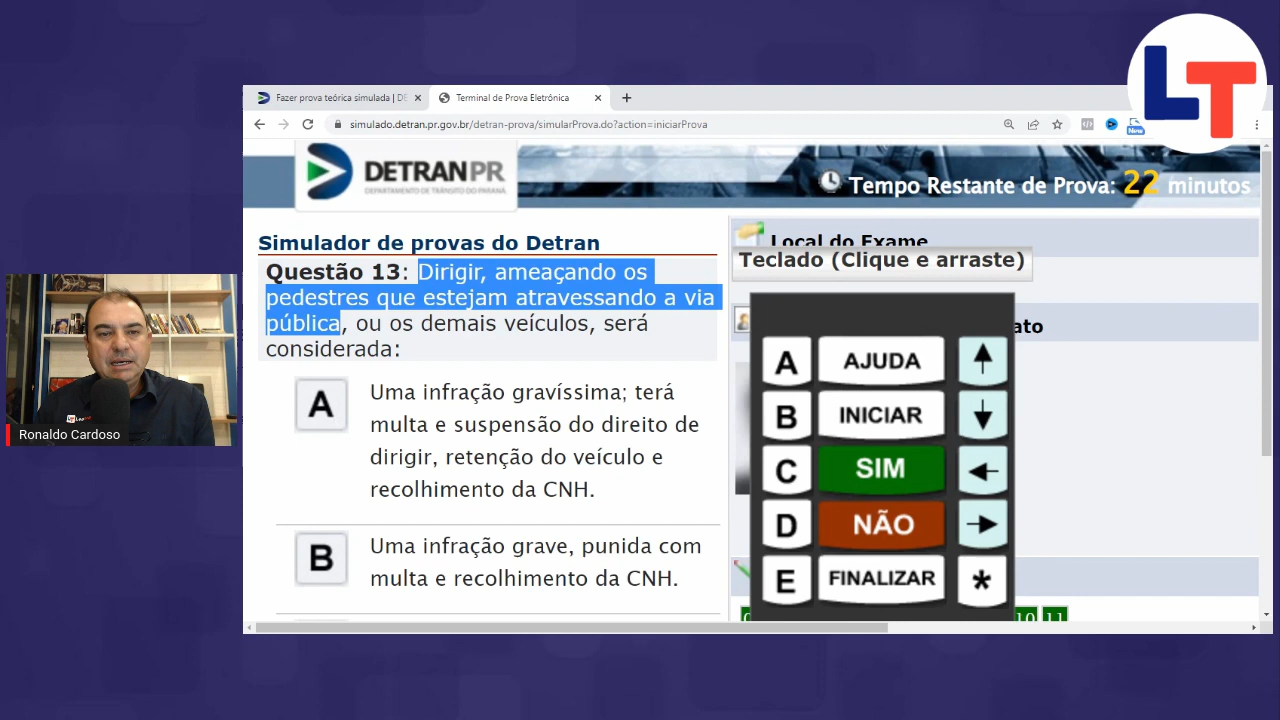 LT
Fazer prova teórica simulada | DE
Terminal de Prova Eletrônica
simulado.detran.pr.gov.br/detran-prova/simularProva.do?action=iniciarProva
New
DETRAN PR
DEPARTAMENTO DE TRÂNSITO DO PARANÁ
Tempo Restante de Prova: 22 minutos
Simulador de provas do Detran
Questão 13: Dirigir, ameaçando os
pedestres que estejam atravessando a via
pública, ou os demais veículos, será
considerada:
A
Uma infração gravíssima; terá
multa e suspensão do direito de
dirigir, retenção do veículo e
recolhimento da CNH.
B
Uma infração grave, punida com
multa e recolhimento da CNH.
Local do Exame
Teclado (Clique e arraste)
ato
A AJUDA
B INICIAR
C SIM
D NÃO
E FINALIZAR *
10 11
Ronaldo Cardoso